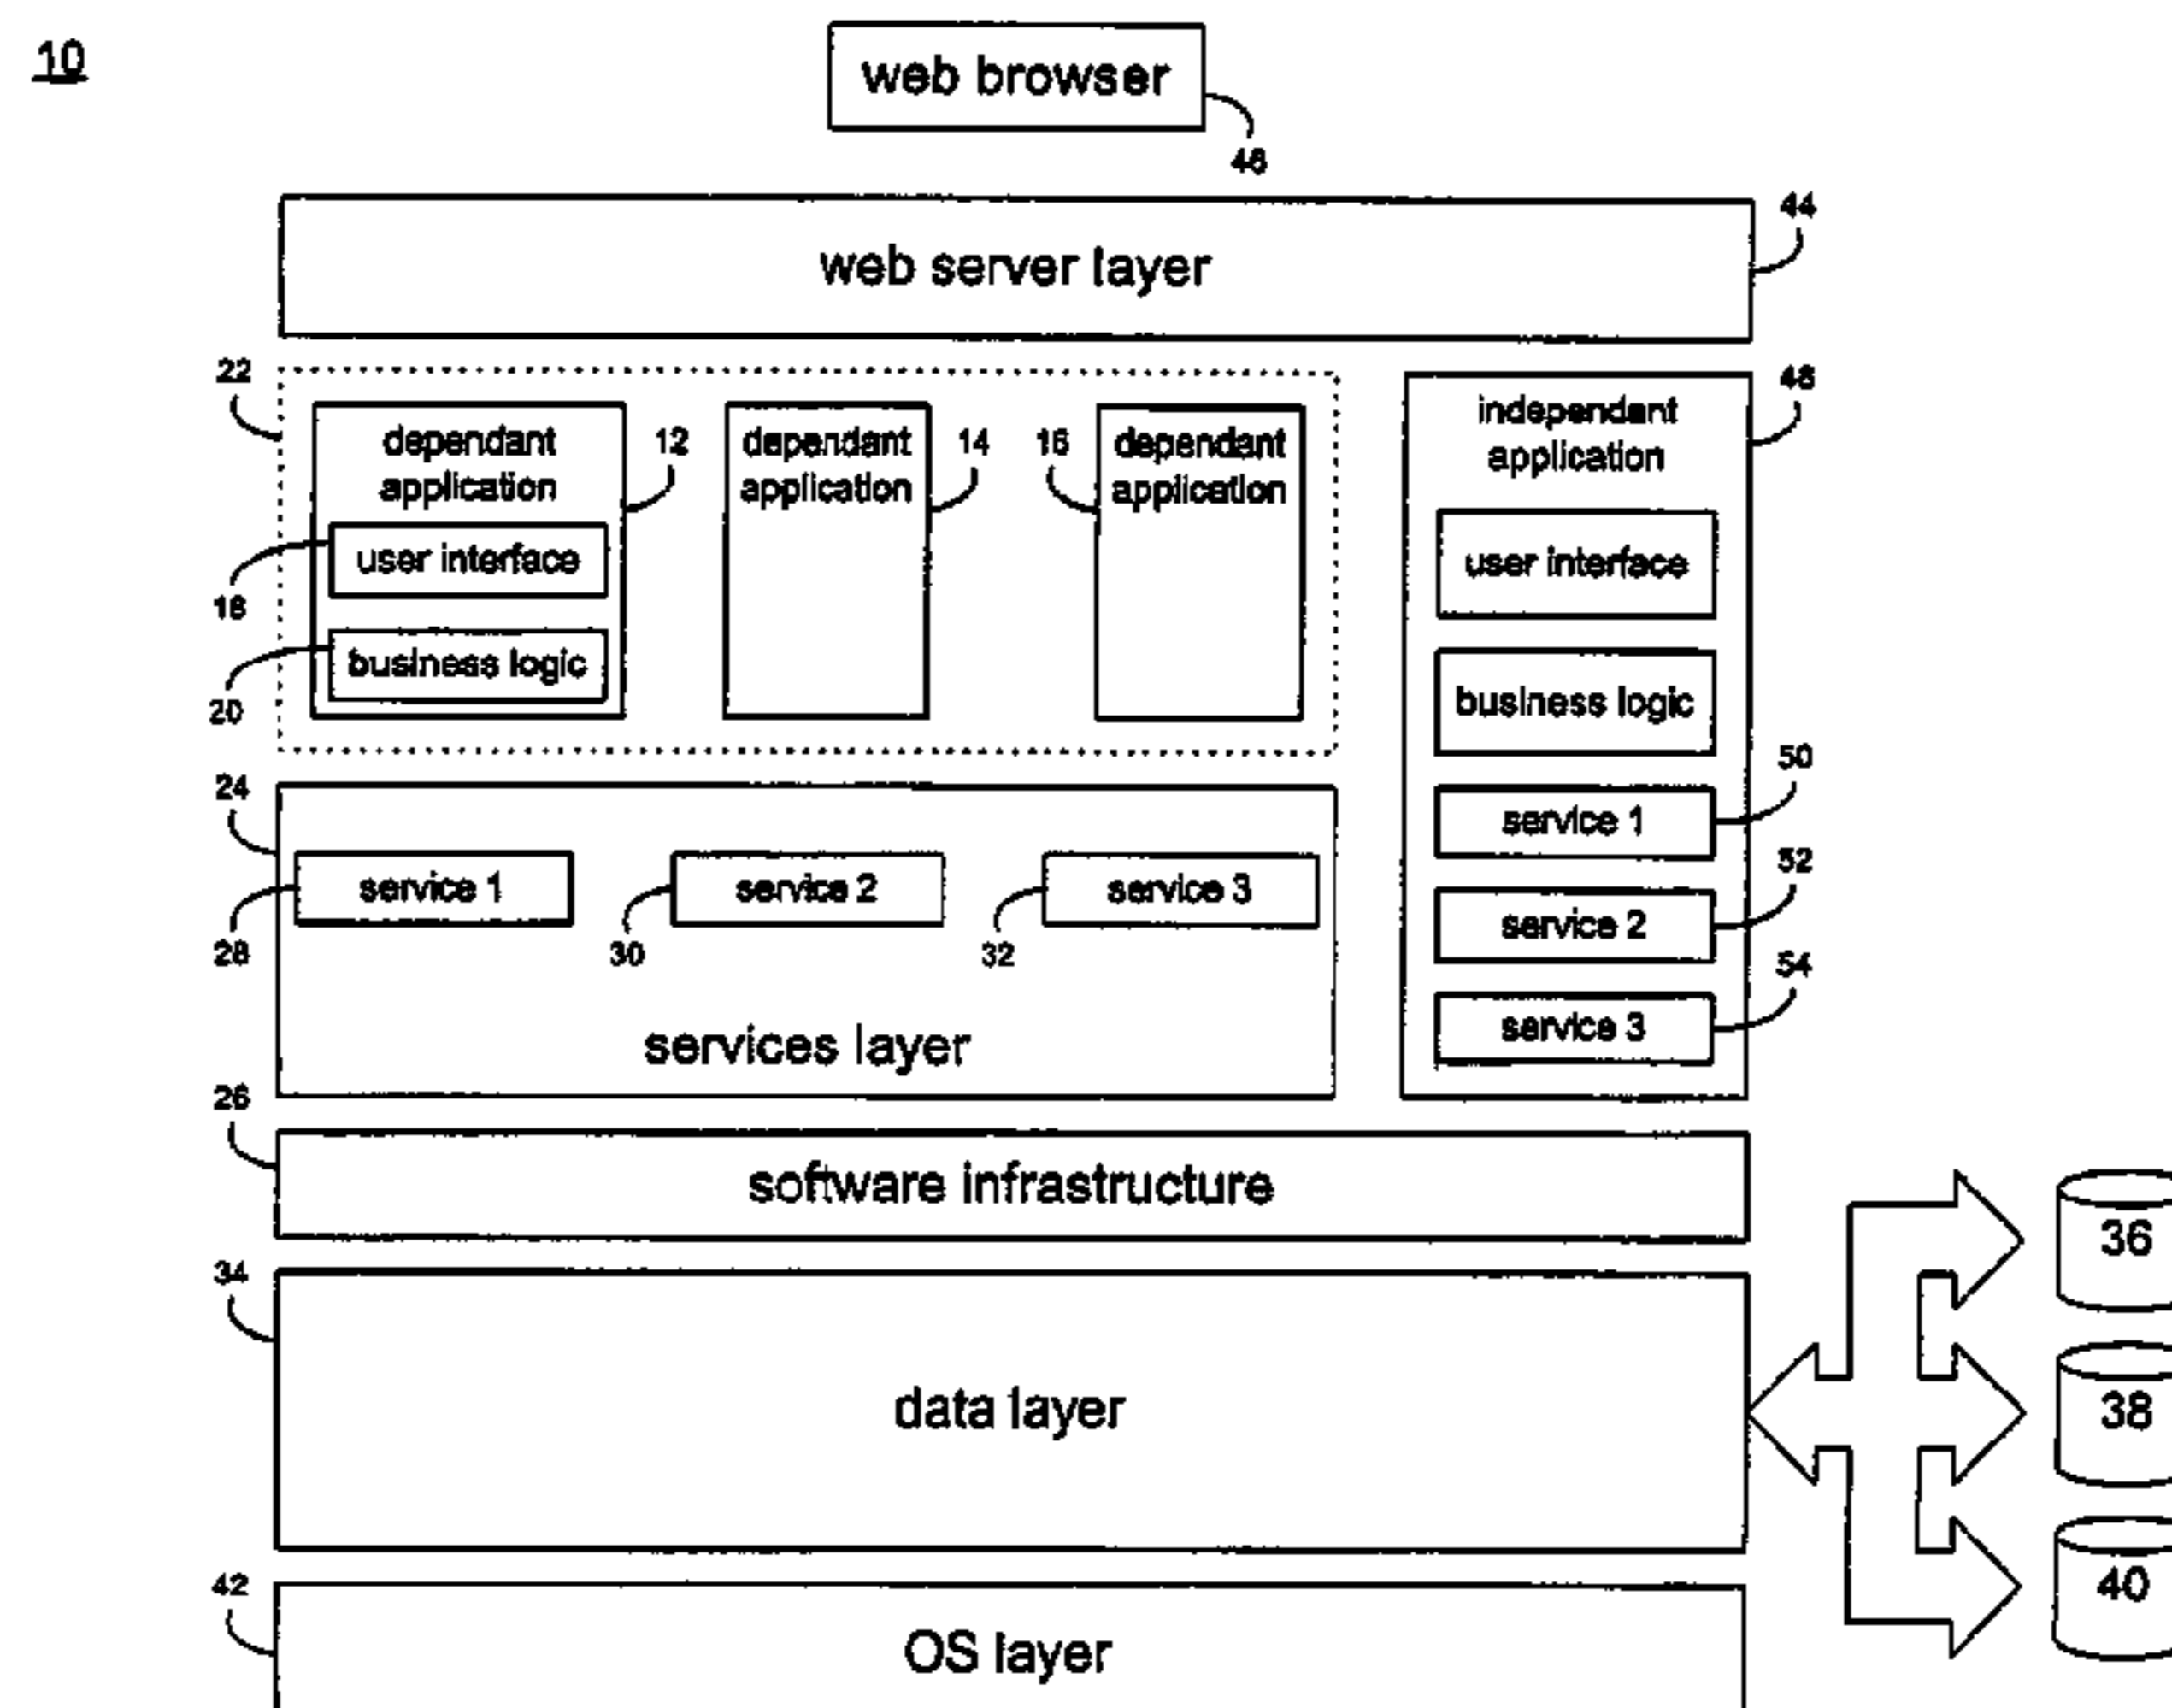 10
web browser
46
web server layer
44
22
48
dependant
application
12
dependant
application
14
16
dependant
application
independant
application
user interface
18
business logic
20
user interface
business logic
50
24
service 1
28
service 2
30
service 3
32
services layer
service 1
52
service 2
54
service 3
26
software infrastructure
36
34
data layer
38
40
42
OS layer